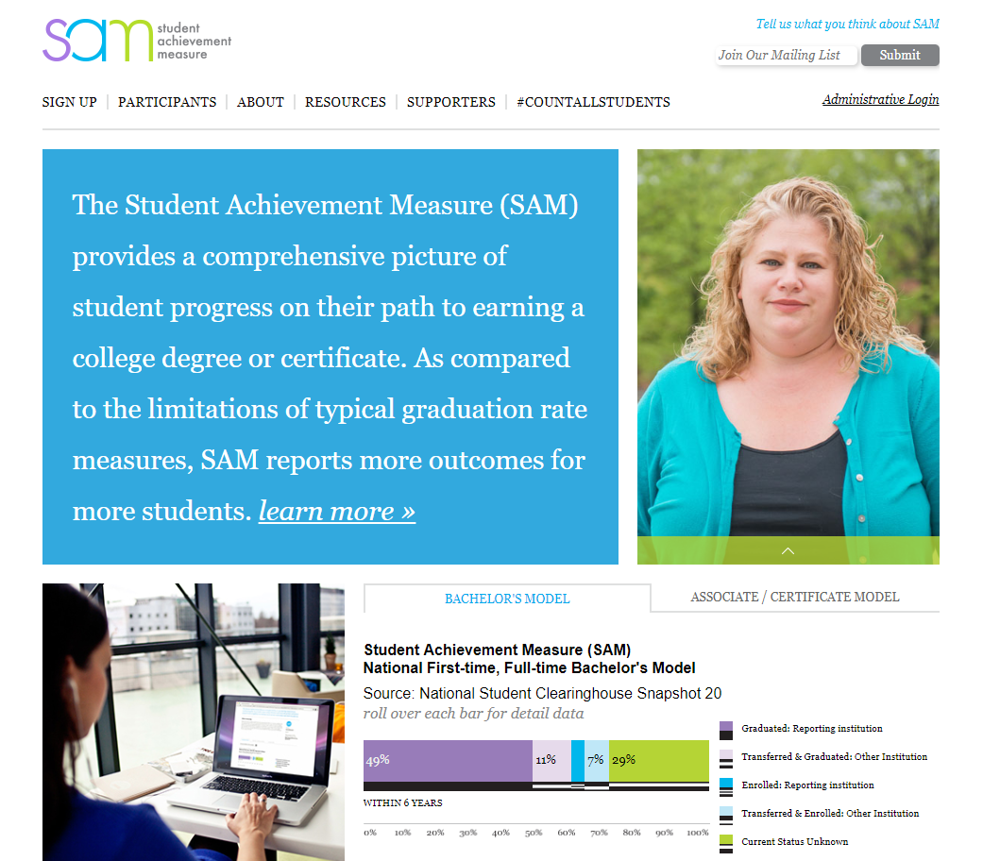 sam student
achievement
measure
Tell us what you think about SAM
Join Our Mailing List Submit
SIGN UP PARTICIPANTS ABOUT RESOURCES SUPPORTERS #COUNTALLSTUDENTS
Administrative Login
The Student Achievement Measure (SAM)
provides a comprehensive picture of
student progress on their path to earning a
college degree or certificate. As compared
to the limitations of typical graduation rate
measures, SAM reports more outcomes for
more students. learn more »
BACHELOR'S MODEL ASSOCIATE / CERTIFICATE MODEL
Student Achievement Measure (SAM)
National First-time, Full-time Bachelor's Model
Source: National Student Clearinghouse Snapshot 20
roll over each bar for detail data
49% 11% 7% 29%
WITHIN 6 YEARS
0% 10% 20% 30% 40% 50% 60% 70% 80% 90% 100%
Graduated: Reporting institution
Transferred & Graduated: Other Institution
Enrolled: Reporting institution
Transferred & Enrolled: Other Institution
Current Status Unknown